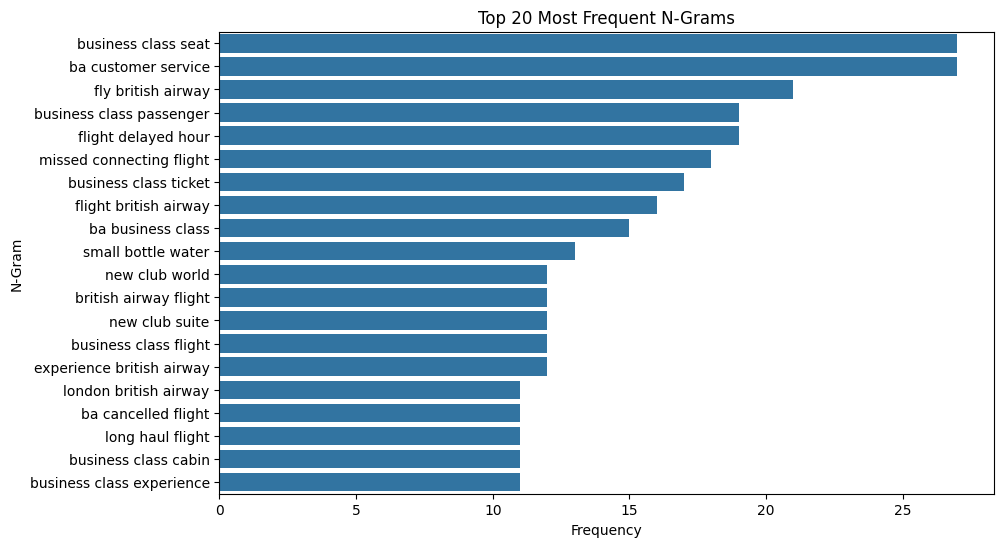 Top 20 Most Frequent N-Grams
business class seat
ba customer service
fly british airway
business class passenger
flight delayed hour
missed connecting flight
business class ticket
flight british airway
ba business class
small bottle water
new club world
british airway flight
new club suite
business class flight
experience british airway
london british airway
ba cancelled flight
long haul flight
business class cabin
business class experience
N-Gram
0 5 10 15 20 25
Frequency